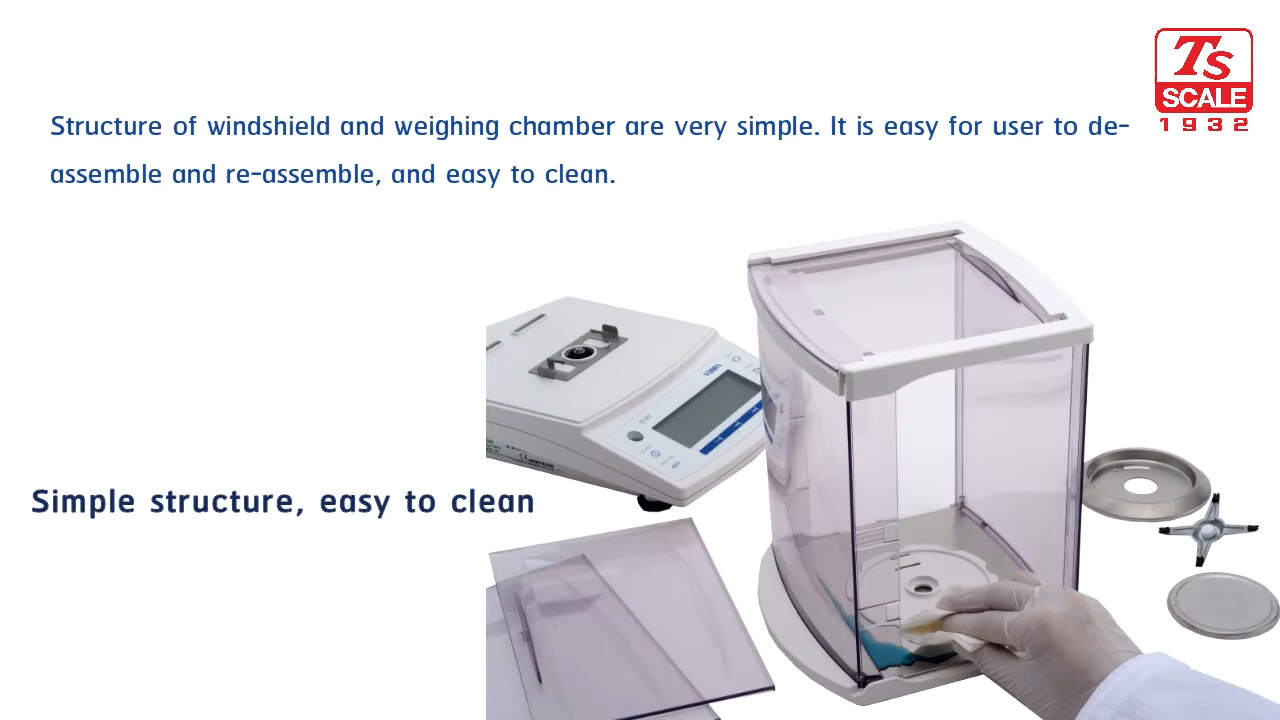 TS
SCALE
1932
Structure of windshield and weighing chamber are very simple. It is easy for user to de-
assemble and re-assemble, and easy to clean.
Simple structure, easy to clean